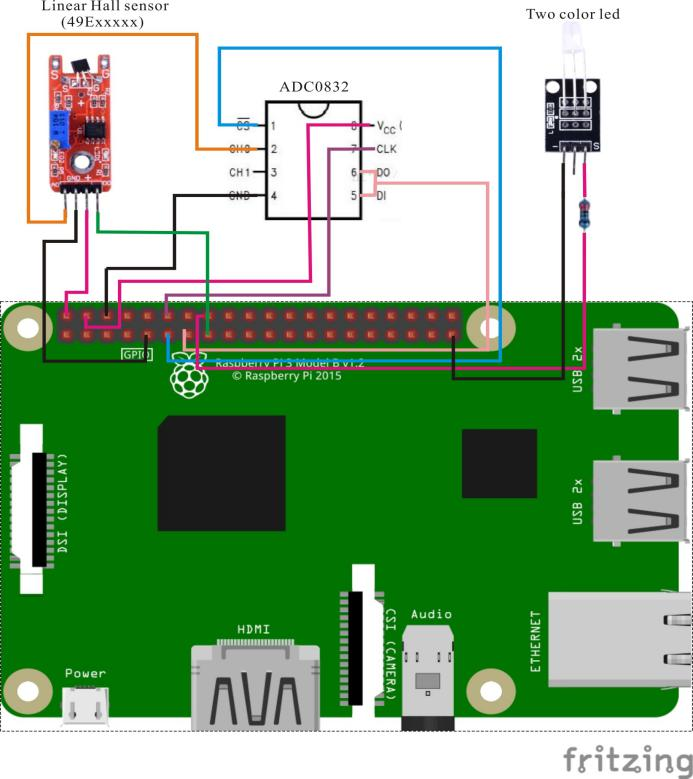 Linear Hall sensor
(49Exxxxx)
Two color led
ADC0832
CS 1
CH0 2
CH1 3
GND 4
8 VCC (
7 CLK
6 DO
5 DI
S
G
+
GND +
- S
GPIO
Raspberry Pi 3 Model B v1.2
© Raspberry Pi 2015
USB 2x
USB 2x
DSI (DISPLAY)
CSI (CAMERA)
Audio
ETHERNET
HDMI
Power
fritzing